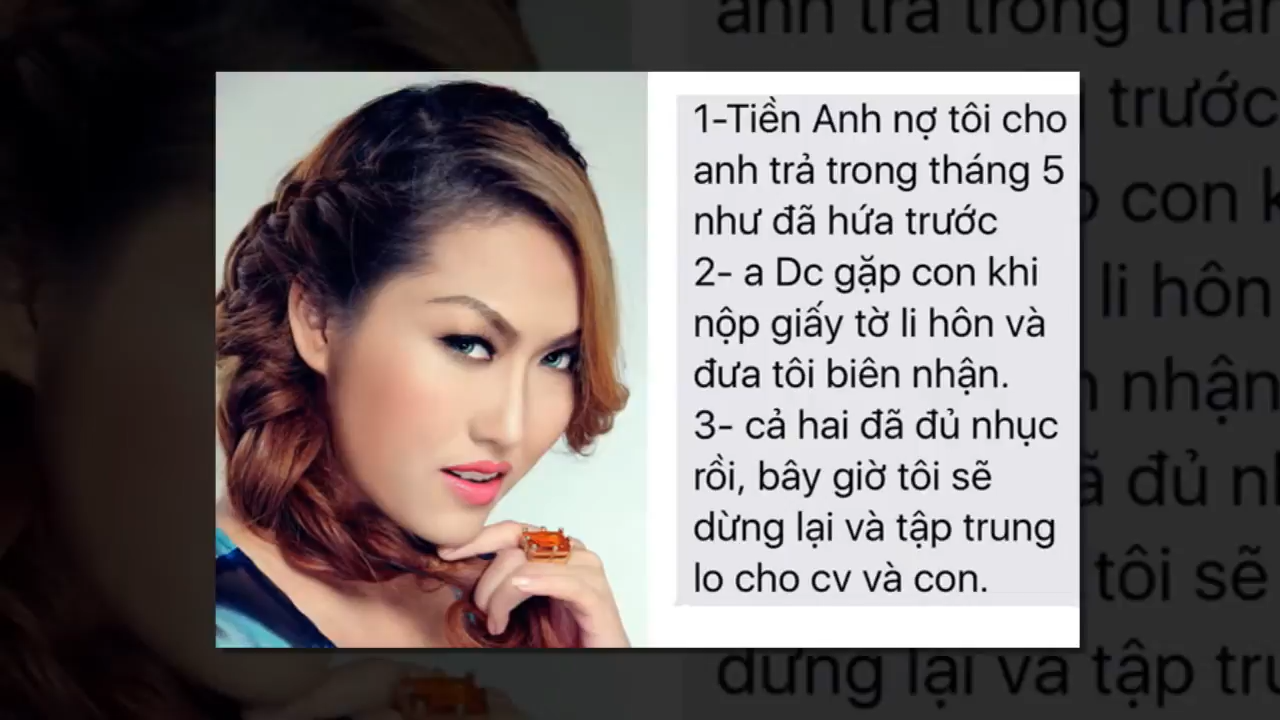 1-Tiền Anh nợ tôi cho
anh trả trong tháng 5
như đã hứa trước
2- a Dc gặp con khi
nộp giấy tờ li hôn và
đưa tôi biên nhận.
3- cả hai đã đủ nhục
rồi, bây giờ tôi sẽ
dừng lại và tập trung
lo cho cv và con.